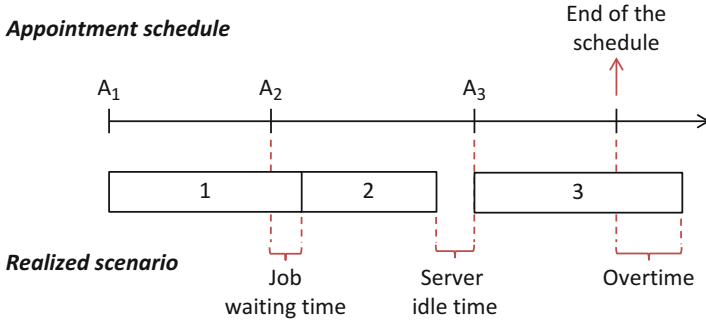 End of the
schedule
Appointment schedule
A₁ A₂ A₃
1 2 3
Realized scenario
Job
waiting time
Server
idle time
Overtime